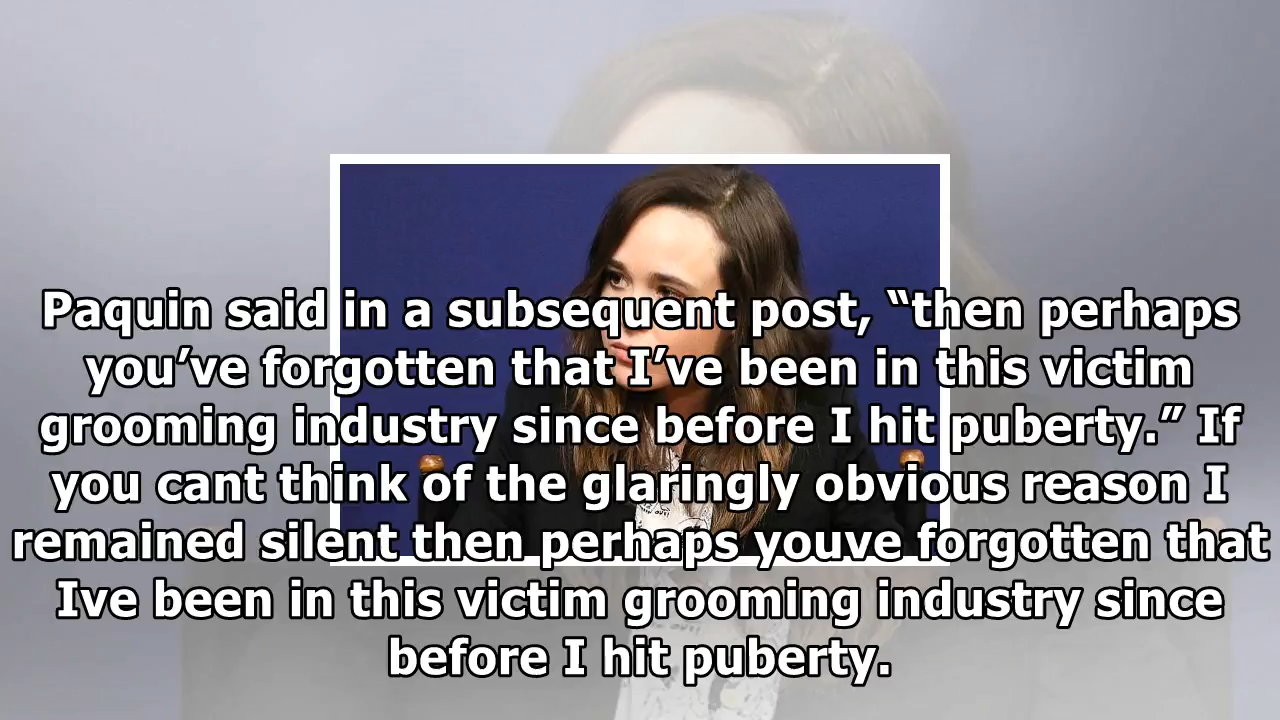 Paquin said in a subsequent post, “then perhaps
you’ve forgotten that I’ve been in this victim
grooming industry since before I hit puberty.” If
you cant think of the glaringly obvious reason I
remained silent then perhaps youve forgotten that
Ive been in this victim grooming industry since
before I hit puberty.